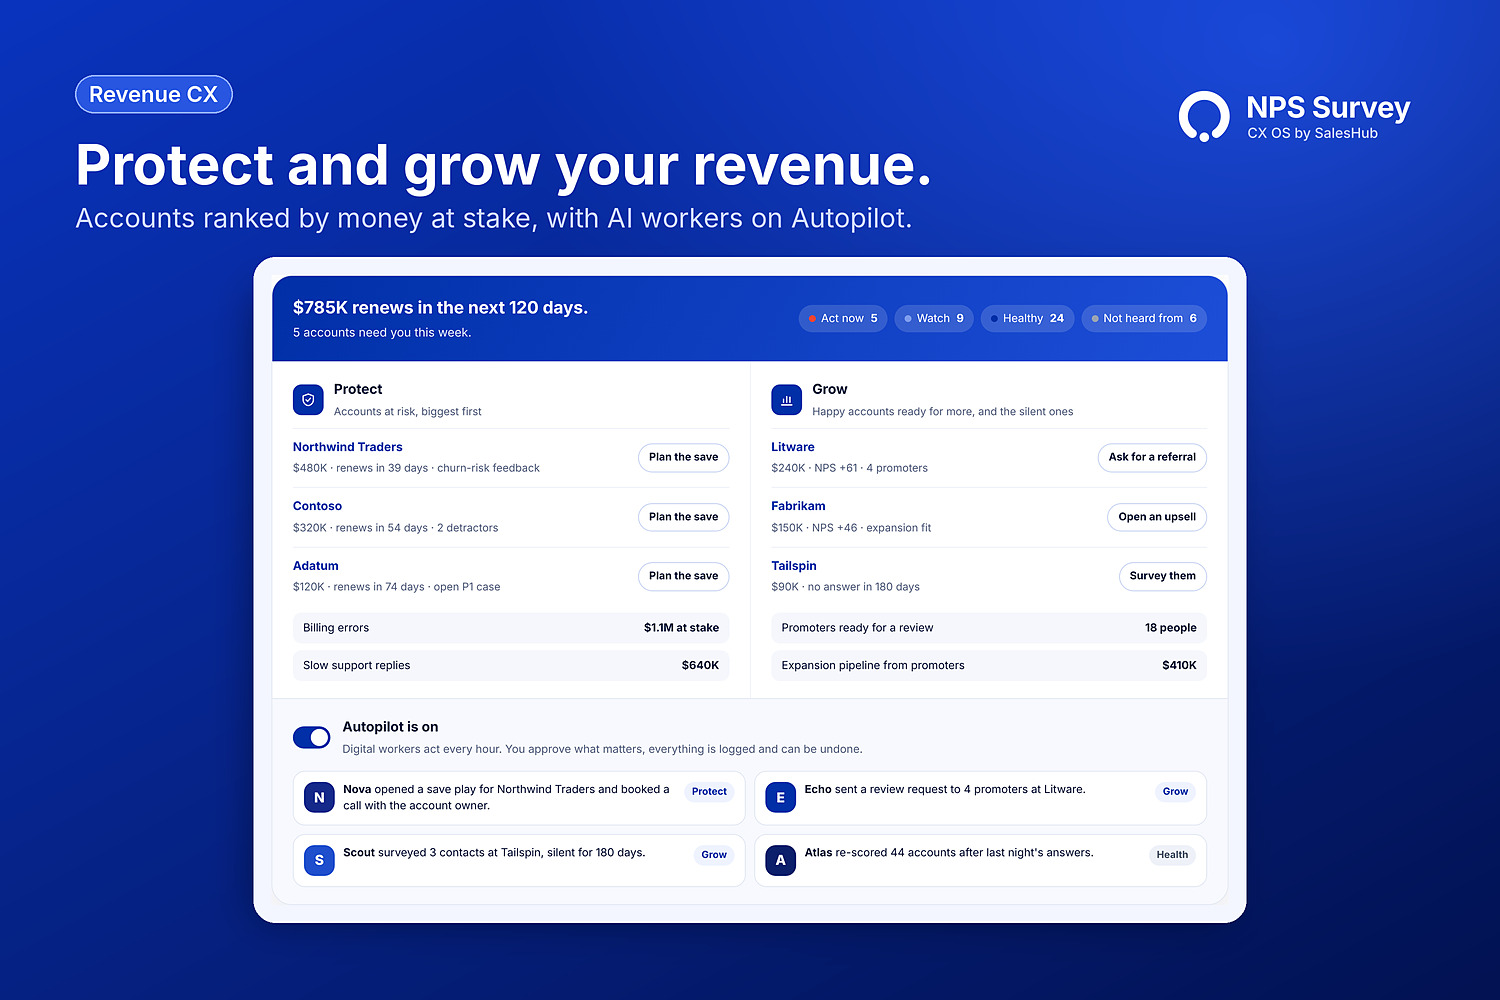 Revenue CX
NPS Survey
CX OS by SalesHub
Protect and grow your revenue.
Accounts ranked by money at stake, with AI workers on Autopilot.
$785K renews in the next 120 days.
5 accounts need you this week.
Act now 5
Watch 9
Healthy 24
Not heard from 6
Protect
Accounts at risk, biggest first
Northwind Traders
$480K · renews in 39 days · churn-risk feedback
Plan the save
Contoso
$320K · renews in 54 days · 2 detractors
Plan the save
Adatum
$120K · renews in 74 days · open P1 case
Plan the save
Billing errors
$1.1M at stake
Slow support replies
$640K
Grow
Happy accounts ready for more, and the silent ones
Litware
$240K · NPS +61 · 4 promoters
Ask for a referral
Fabrikam
$150K · NPS +46 · expansion fit
Open an upsell
Tailspin
$90K · no answer in 180 days
Survey them
Promoters ready for a review
18 people
Expansion pipeline from promoters
$410K
Autopilot is on
Digital workers act every hour. You approve what matters, everything is logged and can be undone.
N
Nova opened a save play for Northwind Traders and booked a
call with the account owner.
Protect
E
Echo sent a review request to 4 promoters at Litware.
Grow
S
Scout surveyed 3 contacts at Tailspin, silent for 180 days.
Grow
A
Atlas re-scored 44 accounts after last night's answers.
Health